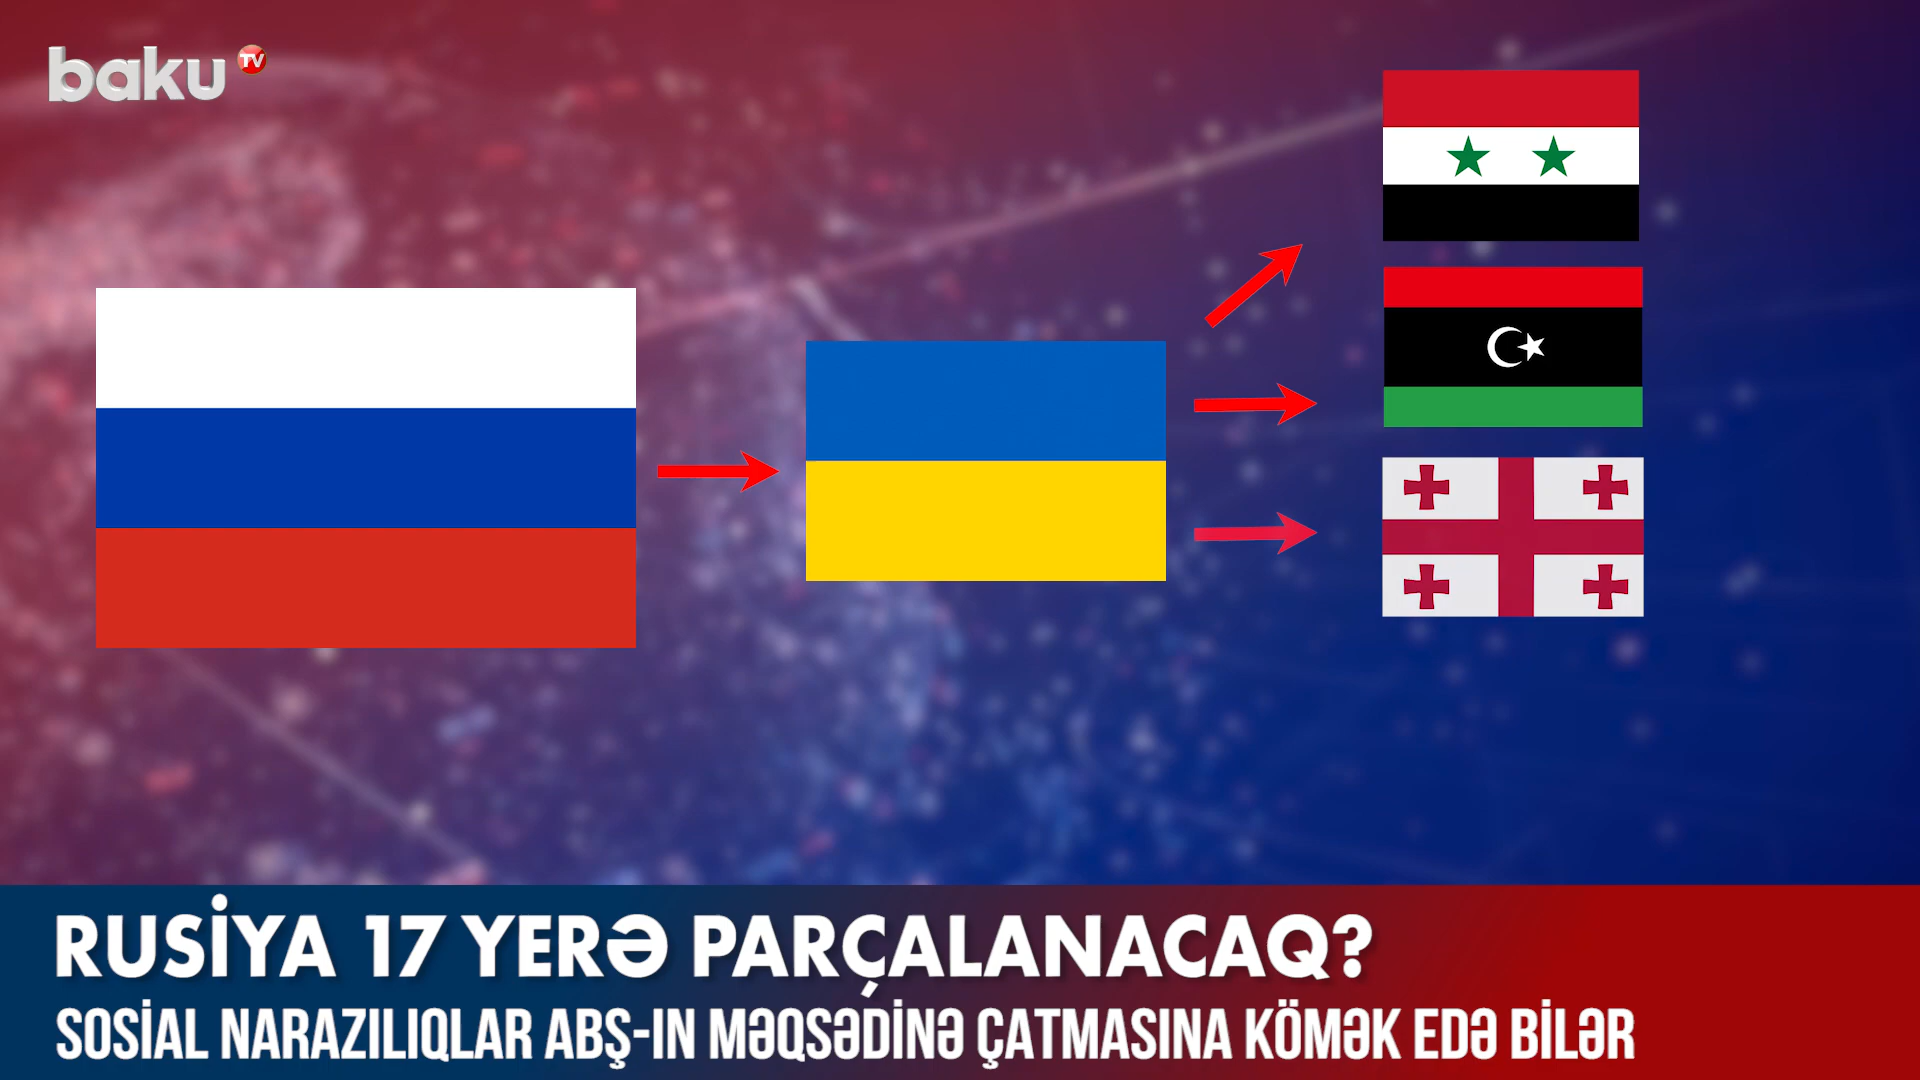 baku TV
RUSİYA 17 YERƏ PARÇALANACAQ?
SOSİAL NARAZILIQLAR ABŞ-IN MƏQSƏDİNƏ ÇATMASINA KÖMƏK EDƏ BİLƏR